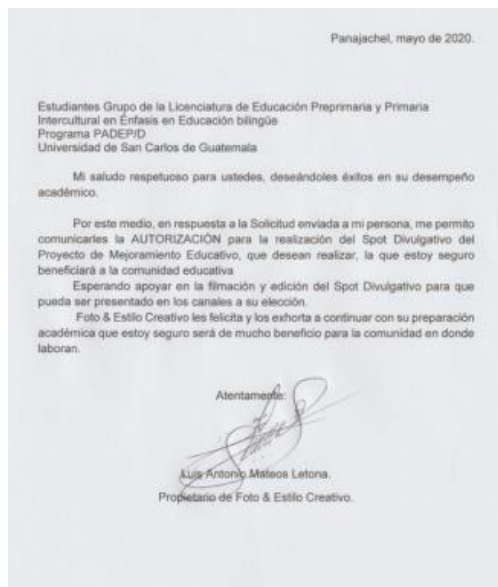 Panajachel, mayo de 2020.
Estudiantes Grupo de la Licenciatura de Educación Preprimaria y Primaria
Intercultural en Énfasis en Educación bilingüe
Programa PADEP/D
Universidad de San Carlos de Guatemala
Mi saludo respetuoso para ustedes, deseándoles éxitos en su desempeño
académico.
Por este medio, en respuesta a la Solicitud enviada a mi persona, me permito
comunicarles la AUTORIZACIÓN para la realización del Spot Divulgativo del
Proyecto de Mejoramiento Educativo, que desean realizar, la que estoy seguro
beneficiará a la comunidad educativa
Esperando apoyar en la filmación y edición del Spot Divulgativo para que
pueda ser presentado en los canales a su elección.
Foto & Estilo Creativo les felicita y los exhorta a continuar con su preparación
académica que estoy seguro será de mucho beneficio para la comunidad en donde
laboran.
Atentamente:
Luis Antonio Mateos Letona.
Propietario de Foto & Estilo Creativo.